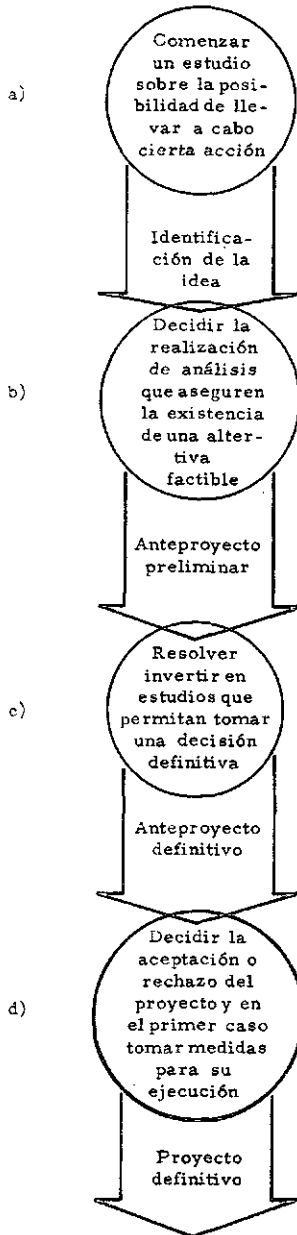 Comenzar
un estudio
sobre la posi-
bilidad de lle-
var a cabo
cierta acción
a)
Identifica-
ción de la
idea
Decidir la
realización
de análisis
que aseguren
la existencia
de una alter-
tiva
factible
b)
Anteproyecto
preliminar
Resolver
invertir en
estudios que
permitan tomar
una decisión
definitiva
c)
Anteproyecto
definitivo
Decidir la
aceptación o
rechazo del
proyecto y en
el primer caso
tomar medidas
para su
ejecución
d)
Proyecto
definitivo